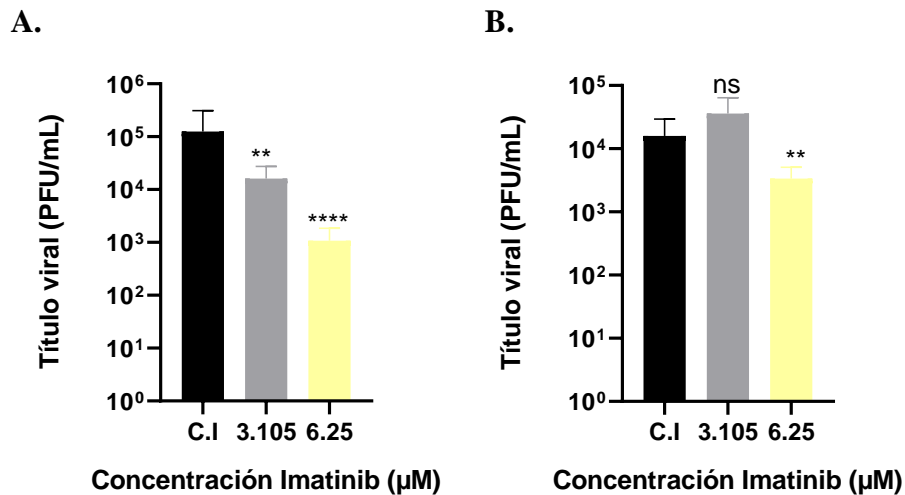 A.
B.
Título viral (PFU/mL)
10⁶
10⁵
10⁴
10³
10²
10¹
10⁰
**
****
C.I 3.105 6.25
Concentración Imatinib (µM)
Título viral (PFU/mL)
10⁵
10⁴
10³
10²
10¹
10⁰
ns
**
C.I 3.105 6.25
Concentración Imatinib (µM)